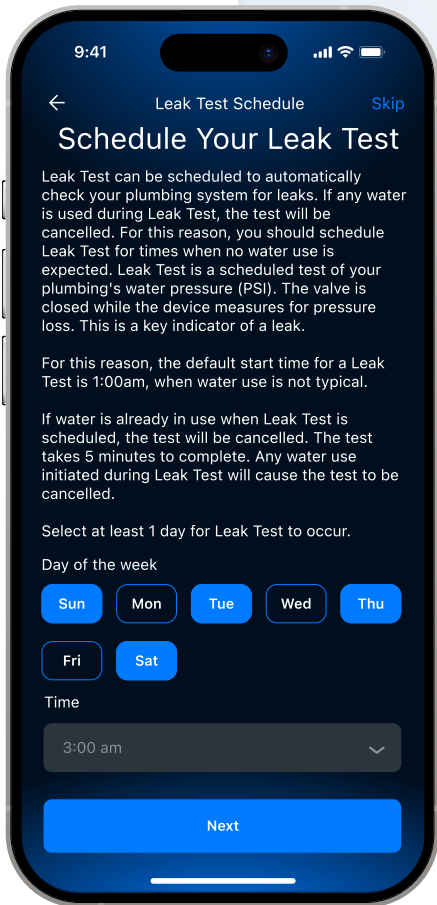 9:41
Leak Test Schedule Skip
Schedule Your Leak Test
Leak Test can be scheduled to automatically
check your plumbing system for leaks. If any water
is used during Leak Test, the test will be
cancelled. For this reason, you should schedule
Leak Test for times when no water use is
expected. Leak Test is a scheduled test of your
plumbing's water pressure (PSI). The valve is
closed while the device measures for pressure
loss. This is a key indicator of a leak.
For this reason, the default start time for a Leak
Test is 1:00am, when water use is not typical.
If water is already in use when Leak Test is
scheduled, the test will be cancelled. The test
takes 5 minutes to complete. Any water use
initiated during Leak Test will cause the test to be
cancelled.
Select at least 1 day for Leak Test to occur.
Day of the week
Sun Mon Tue Wed Thu
Fri Sat
Time
3:00 am
Next